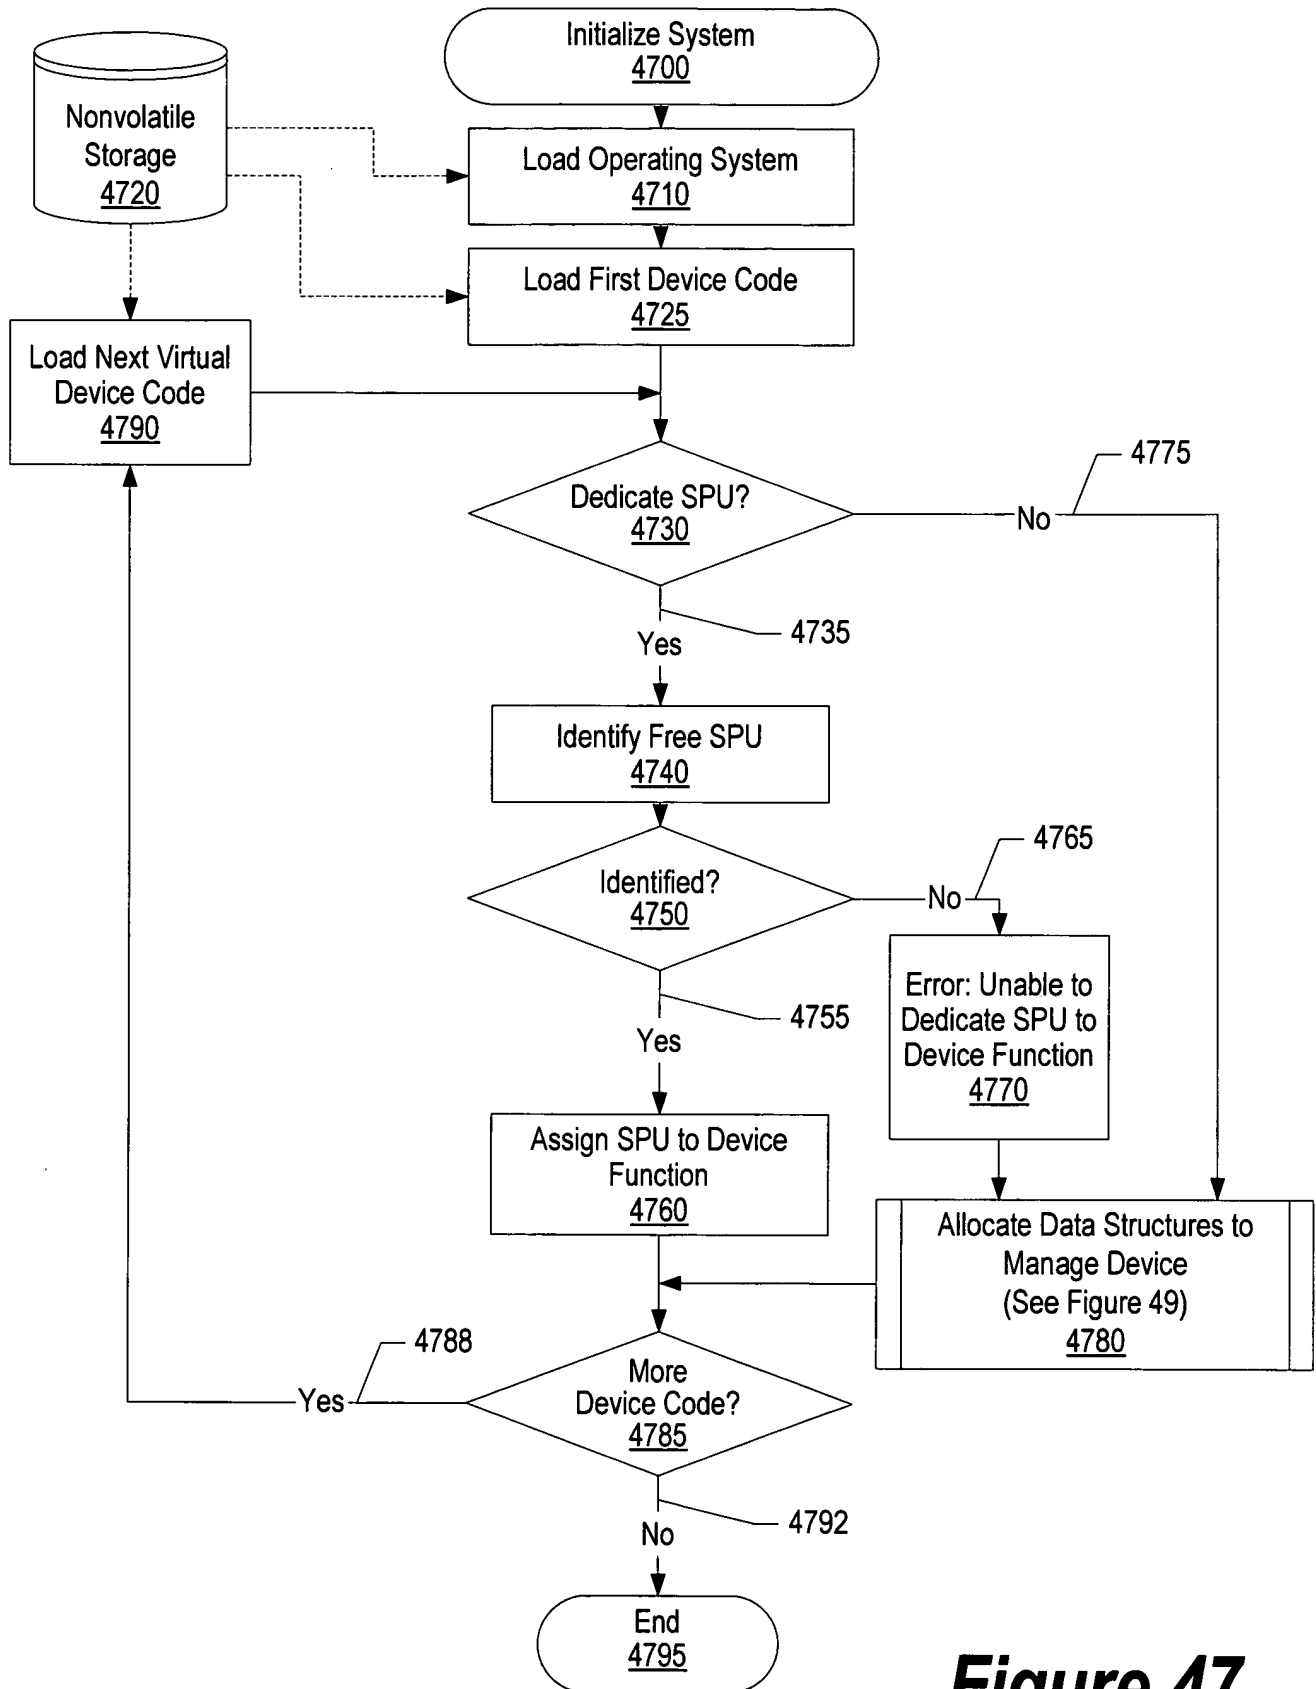 Initialize System
4700
Nonvolatile
Storage
4720
Load Operating System
4710
Load First Device Code
4725
Load Next Virtual
Device Code
4790
Dedicate SPU?
4730
No
4775
4735
Yes
Identify Free SPU
4740
Identified?
4750
No
4765
4755
Yes
Error: Unable to
Dedicate SPU to
Device Function
4770
Assign SPU to Device
Function
4760
Allocate Data Structures to
Manage Device
(See Figure 49)
4780
More
Device Code?
4785
Yes
4788
4792
No
End
4795
Figure 47